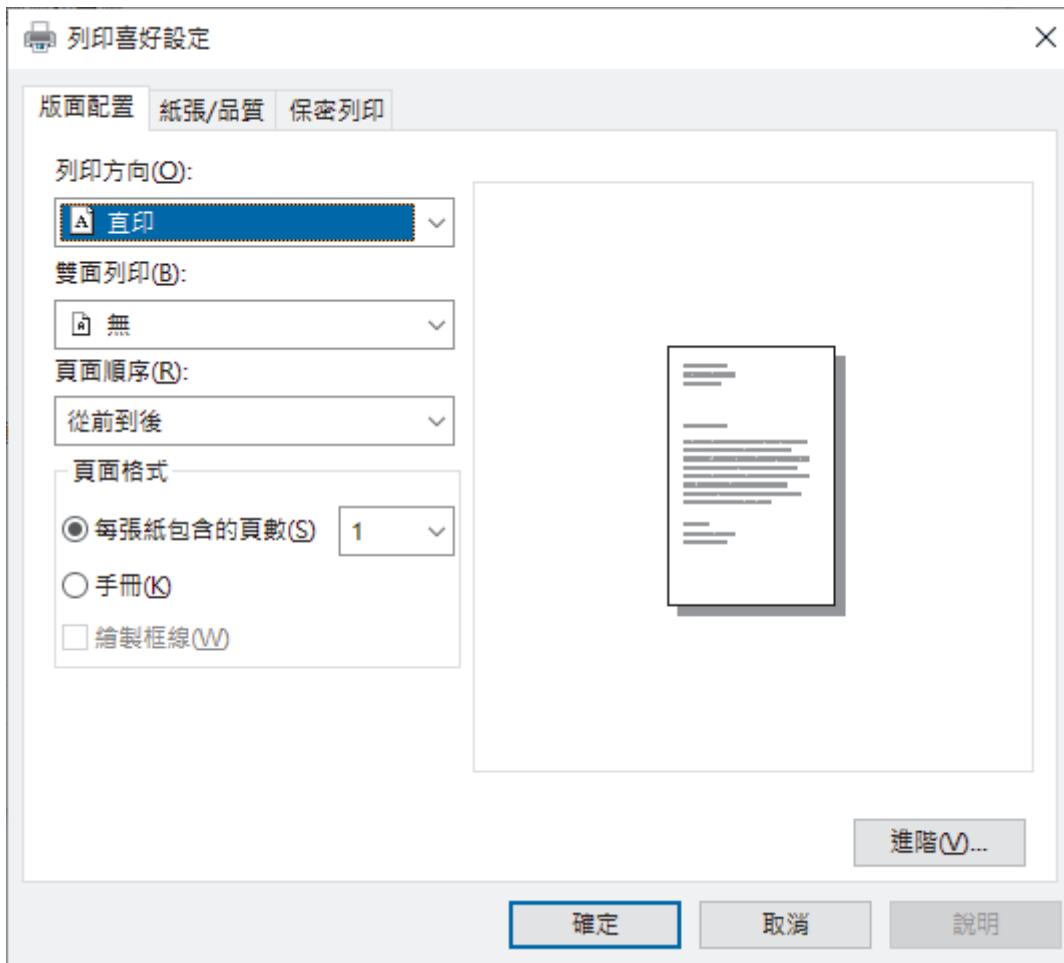 列印喜好設定
版面配置 紙張/品質 保密列印
列印方向(O):
直印
雙面列印(B):
無
頁面順序(R):
從前到後
頁面格式
每張紙包含的頁數(S) 1
手冊(K)
繪製框線(W)
進階(V)...
確定 取消 說明